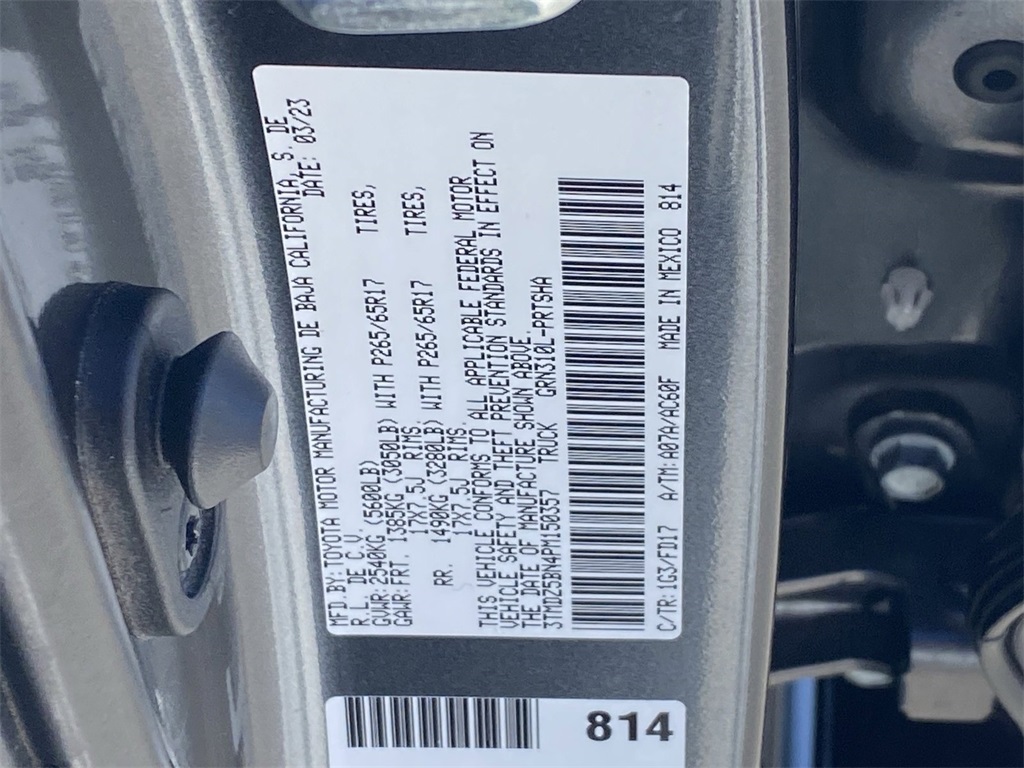 MFD.BY:TOYOTA MOTOR MANUFACTURING DE BAJA CALIFORNIA, S. DE
R.L. DE C.V. DATE: 03/23
GVWR: 2540KG (5600LB)
GAWR: FRT. 1385KG (3050LB) WITH P265/65R17 TIRES,
17X7.5J RIMS.
RR. 1490KG (3280LB) WITH P265/65R17 TIRES,
17X7.5J RIMS.
THIS VEHICLE CONFORMS TO ALL APPLICABLE FEDERAL MOTOR
VEHICLE SAFETY AND THEFT PREVENTION STANDARDS IN EFFECT ON
THE DATE OF MANUFACTURE SHOWN ABOVE.
3TMDZ5BN4PM150357 TRUCK GRN310L-PRTSHA
C/TR: 1G3/FD17 A/TM: A07A/AC60F MADE IN MEXICO 814
814